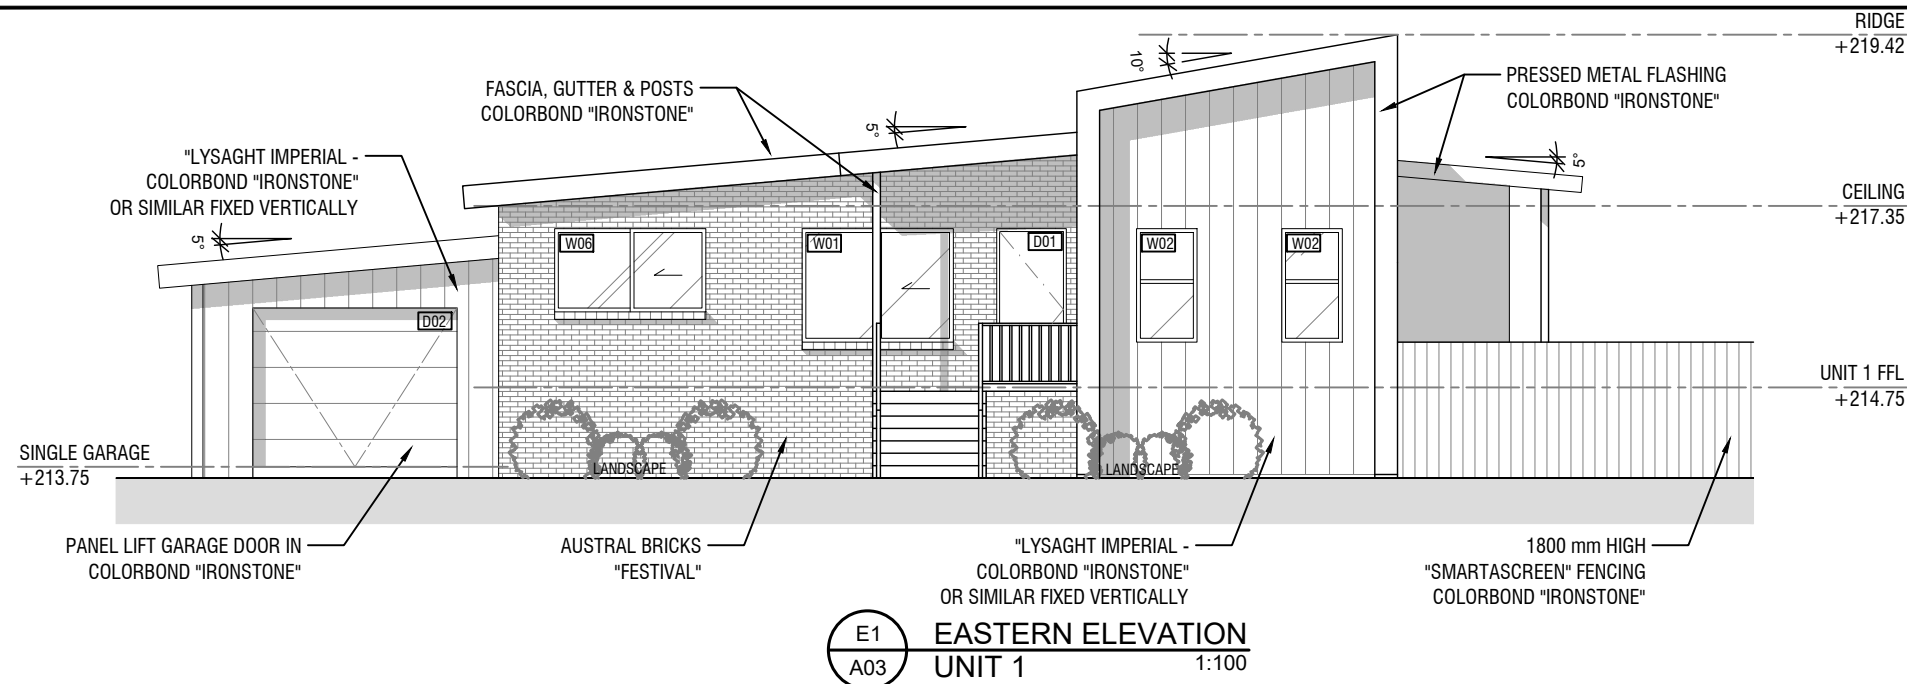 RIDGE
+219.42
10°
PRESSED METAL FLASHING
COLORBOND "IRONSTONE"
FASCIA, GUTTER & POSTS
COLORBOND "IRONSTONE"
5°
"LYSAGHT IMPERIAL -
COLORBOND "IRONSTONE"
OR SIMILAR FIXED VERTICALLY
5°
CEILING
+217.35
5°
W06
W01
D01
W02
W02
D02
UNIT 1 FFL
+214.75
SINGLE GARAGE
+213.75
LANDSCAPE
LANDSCAPE
PANEL LIFT GARAGE DOOR IN
COLORBOND "IRONSTONE"
AUSTRAL BRICKS
"FESTIVAL"
"LYSAGHT IMPERIAL -
COLORBOND "IRONSTONE"
OR SIMILAR FIXED VERTICALLY
1800 mm HIGH
"SMARTASCREEN" FENCING
COLORBOND "IRONSTONE"
E1
A03
EASTERN ELEVATION
UNIT 1
1:100